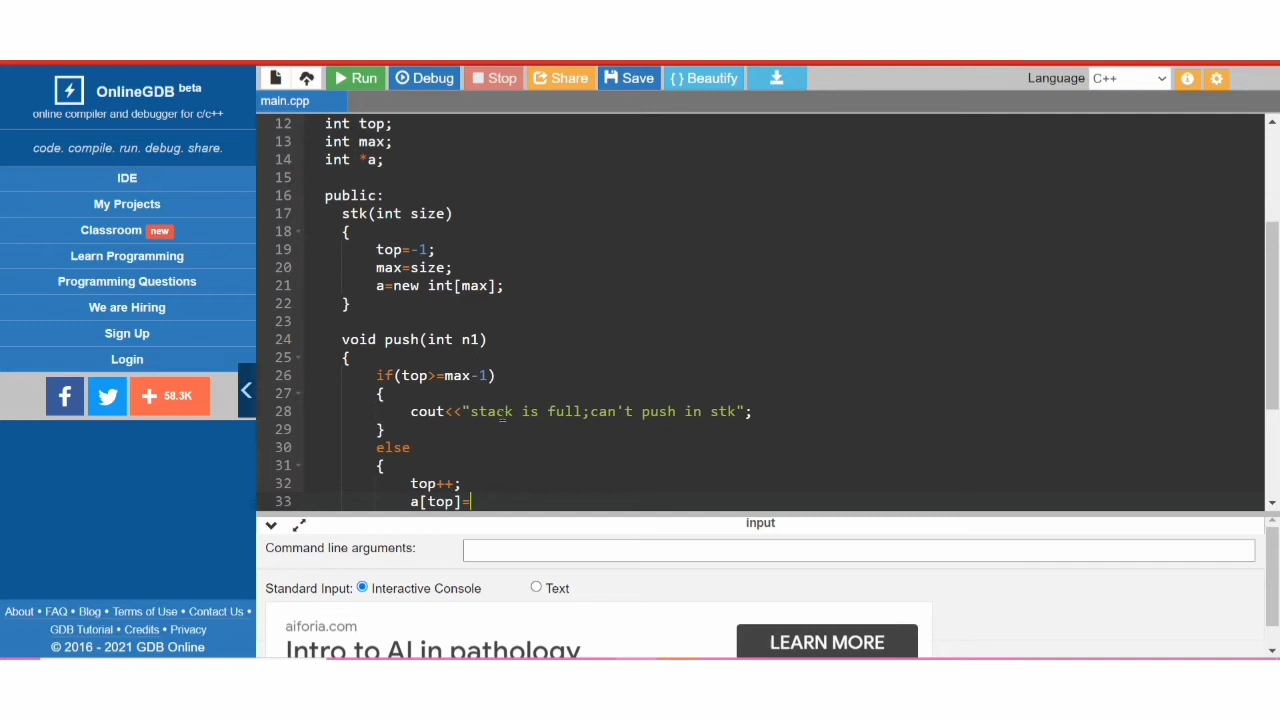 OnlineGDB beta
online compiler and debugger for c/c++
code. compile. run. debug. share.
IDE
My Projects
Classroom new
Learn Programming
Programming Questions
We are Hiring
Sign Up
Login
58.3K
About • FAQ • Blog • Terms of Use • Contact Us •
GDB Tutorial • Credits • Privacy
© 2016 - 2021 GDB Online
Run Debug Stop Share Save { } Beautify Language C++
main.cpp
12 int top;
13 int max;
14 int *a;
15
16 public:
17 stk(int size)
18 {
19 top=-1;
20 max=size;
21 a=new int[max];
22 }
23
24 void push(int n1)
25 {
26 if(top>=max-1)
27 {
28 cout<<"stack is full;can't push in stk";
29 }
30 else
31 {
32 top++;
33 a[top]=
input
Command line arguments:
Standard Input: Interactive Console Text
aiforia.com
Intro to AI in pathology
LEARN MORE